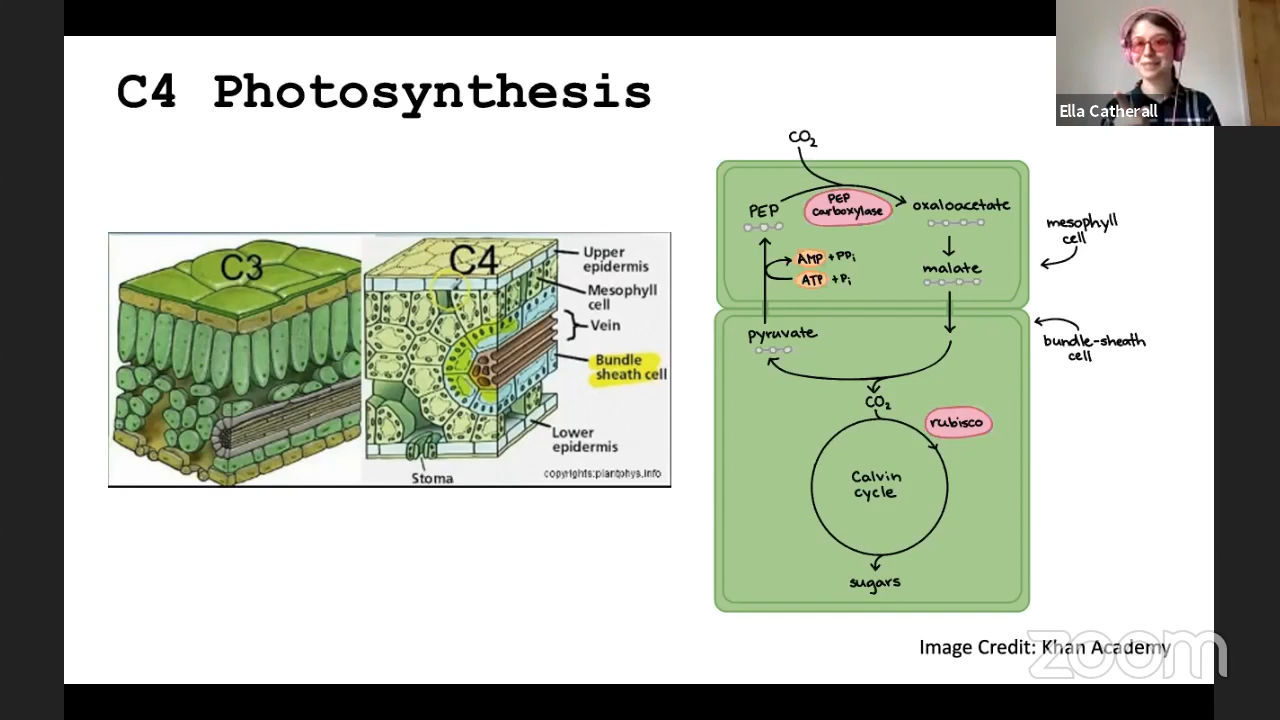 C4 Photosynthesis
Ella Catherall
C3
C4
Upper
epidermis
Mesophyll
cell
Vein
Bundle
sheath cell
Lower
epidermis
Stoma
copyrights:plantphys.info
CO2
PEP
PEP
carboxylase
oxaloacetate
AMP +PPi
ATP +Pi
malate
mesophyll
cell
pyruvate
bundle-sheath
cell
CO2
rubisco
Calvin
cycle
sugars
Image Credit: Khan Academy
zoom